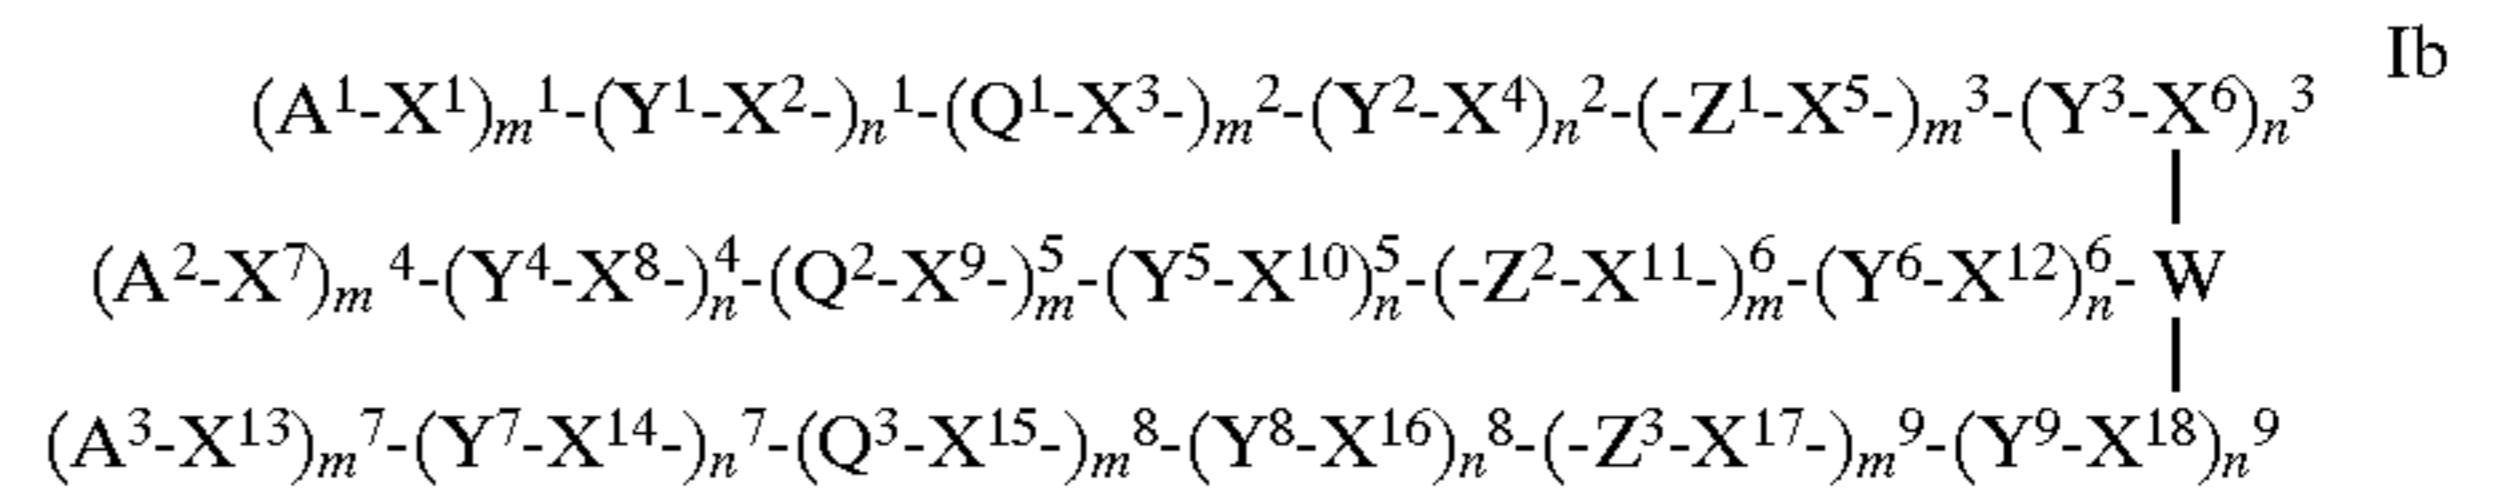 Ib
(A¹-X¹)ₘ¹-(Y¹-X²-)ₙ¹-(Q¹-X³-)ₘ²-(Y²-X⁴)ₙ²-(-Z¹-X⁵-)ₘ³-(Y³-X⁶)ₙ³
(A²-X⁷)ₘ⁴-(Y⁴-X⁸-)ₙ⁴-(Q²-X⁹-)ₘ⁵-(Y⁵-X¹⁰)ₙ⁵-(-Z²-X¹¹-)ₘ⁶-(Y⁶-X¹²)ₙ⁶- W
(A³-X¹³)ₘ⁷-(Y⁷-X¹⁴-)ₙ⁷-(Q³-X¹⁵-)ₘ⁸-(Y⁸-X¹⁶)ₙ⁸-(-Z³-X¹⁷-)ₘ⁹-(Y⁹-X¹⁸)ₙ⁹